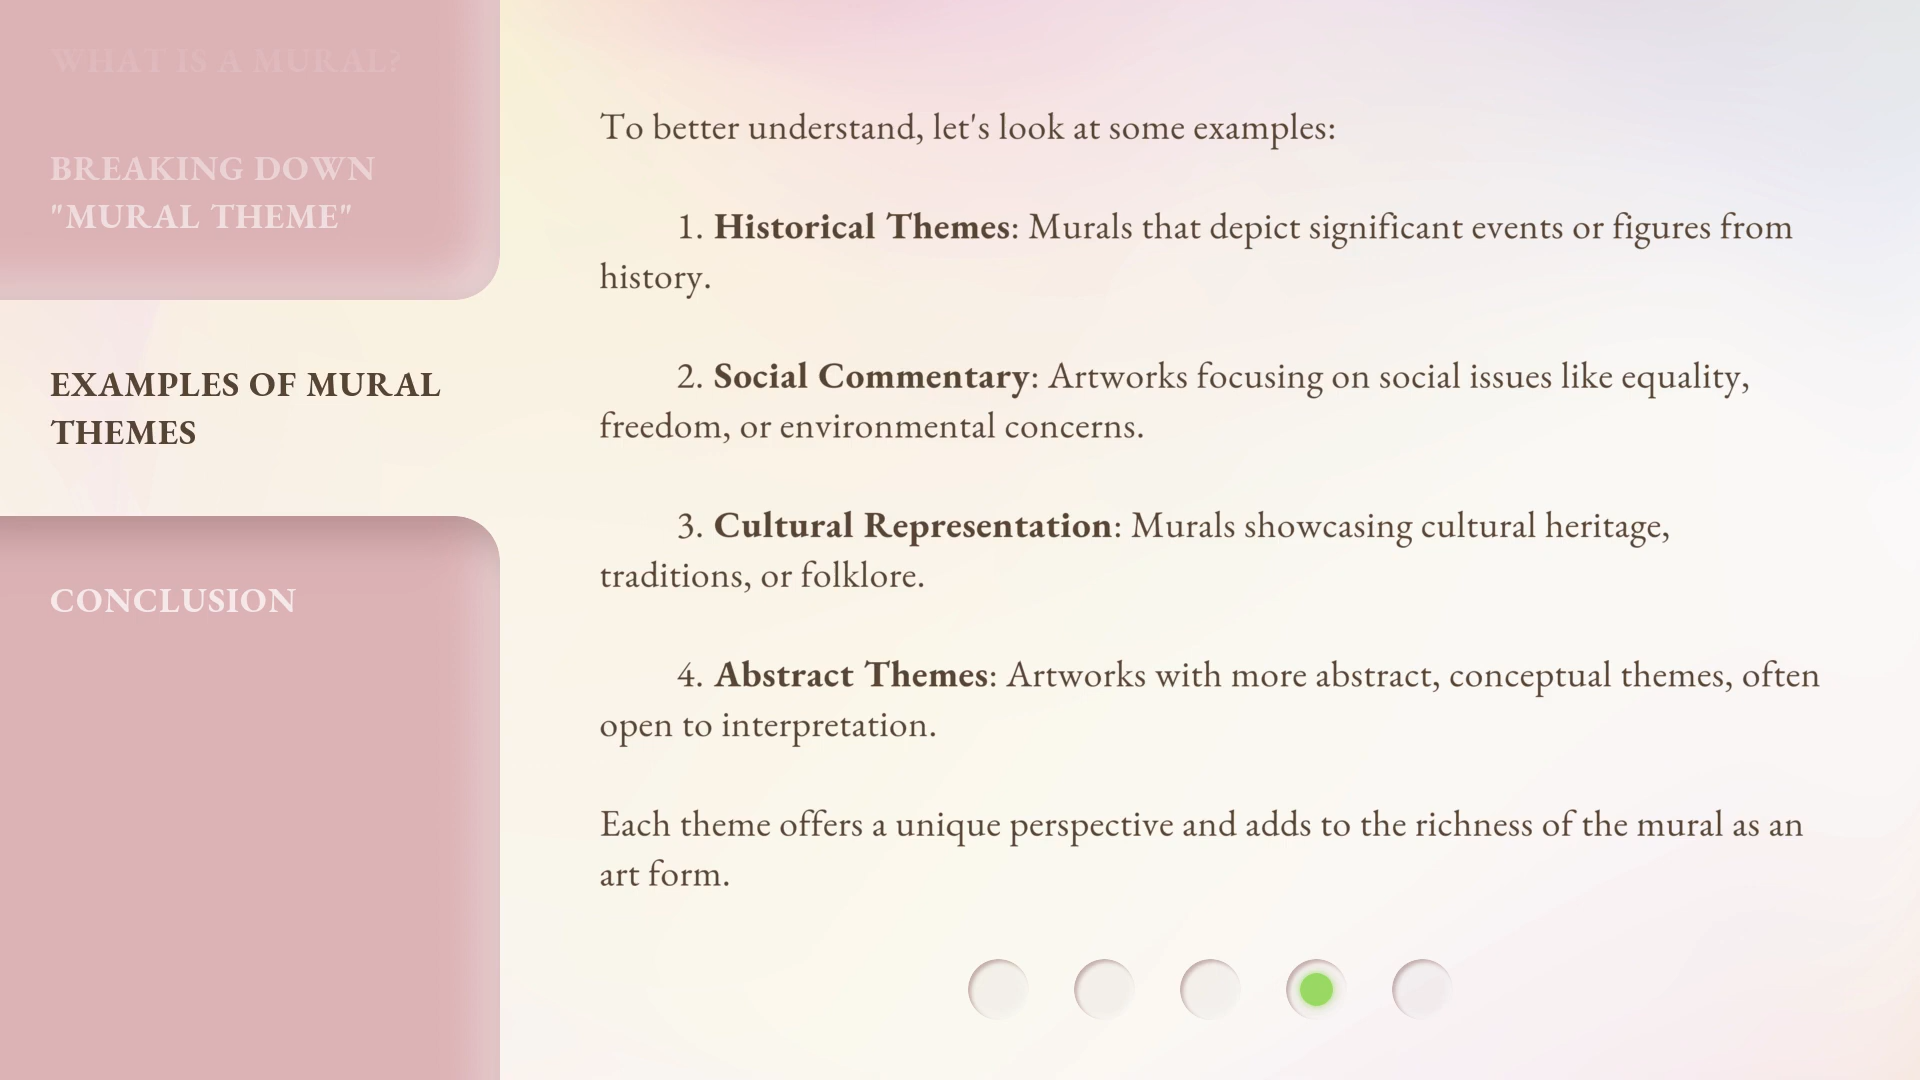 WHAT IS A MURAL?
BREAKING DOWN
"MURAL THEME"
EXAMPLES OF MURAL
THEMES
CONCLUSION
To better understand, let's look at some examples:
1. Historical Themes: Murals that depict significant events or figures from
history.
2. Social Commentary: Artworks focusing on social issues like equality,
freedom, or environmental concerns.
3. Cultural Representation: Murals showcasing cultural heritage,
traditions, or folklore.
4. Abstract Themes: Artworks with more abstract, conceptual themes, often
open to interpretation.
Each theme offers a unique perspective and adds to the richness of the mural as an
art form.